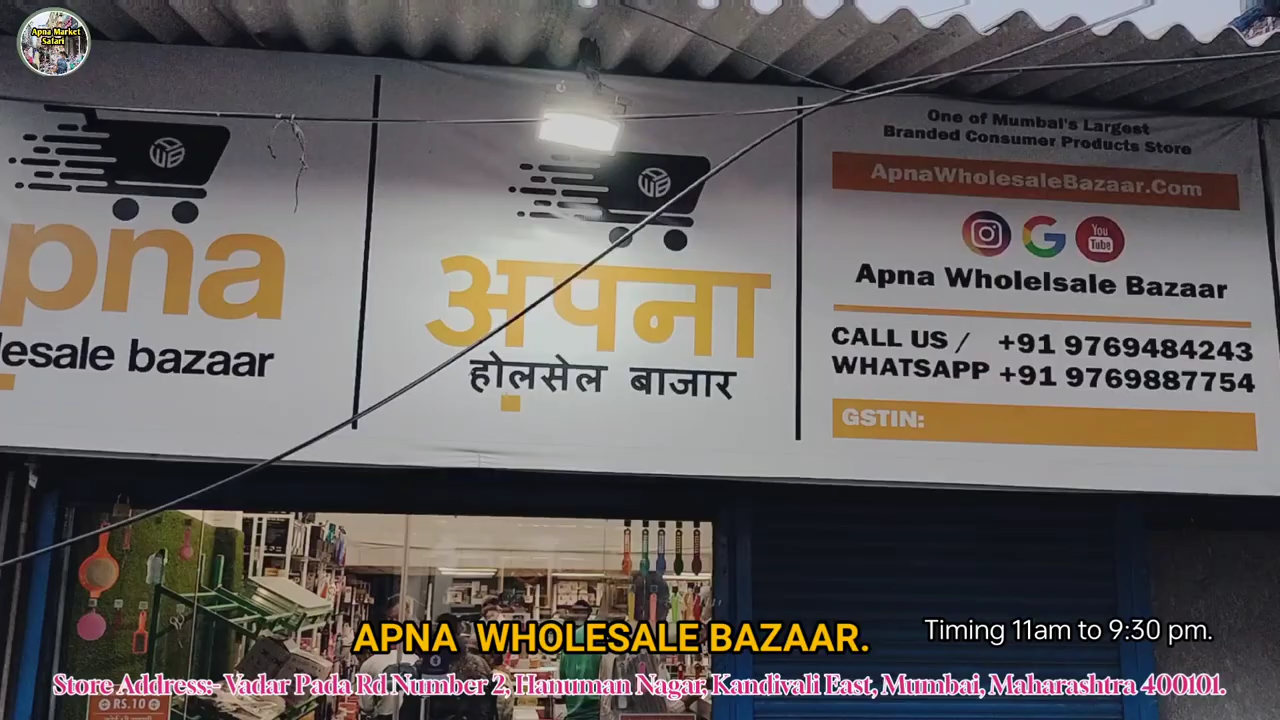 Apna Market
Safari
WB
pna
lesale bazaar
WB
अपना
होलसेल बाजार
One of Mumbai's Largest
Branded Consumer Products Store
ApnaWholesaleBazaar.Com
You
Tube
Apna Wholelsale Bazaar
CALL US / +91 9769484243
WHATSAPP +91 9769887754
GSTIN:
APNA WHOLESALE BAZAAR.
Timing 11am to 9:30 pm.
Store Address:- Vadar Pada Rd Number 2, Hanuman Nagar, Kandivali East, Mumbai, Maharashtra 400101.
RS.10